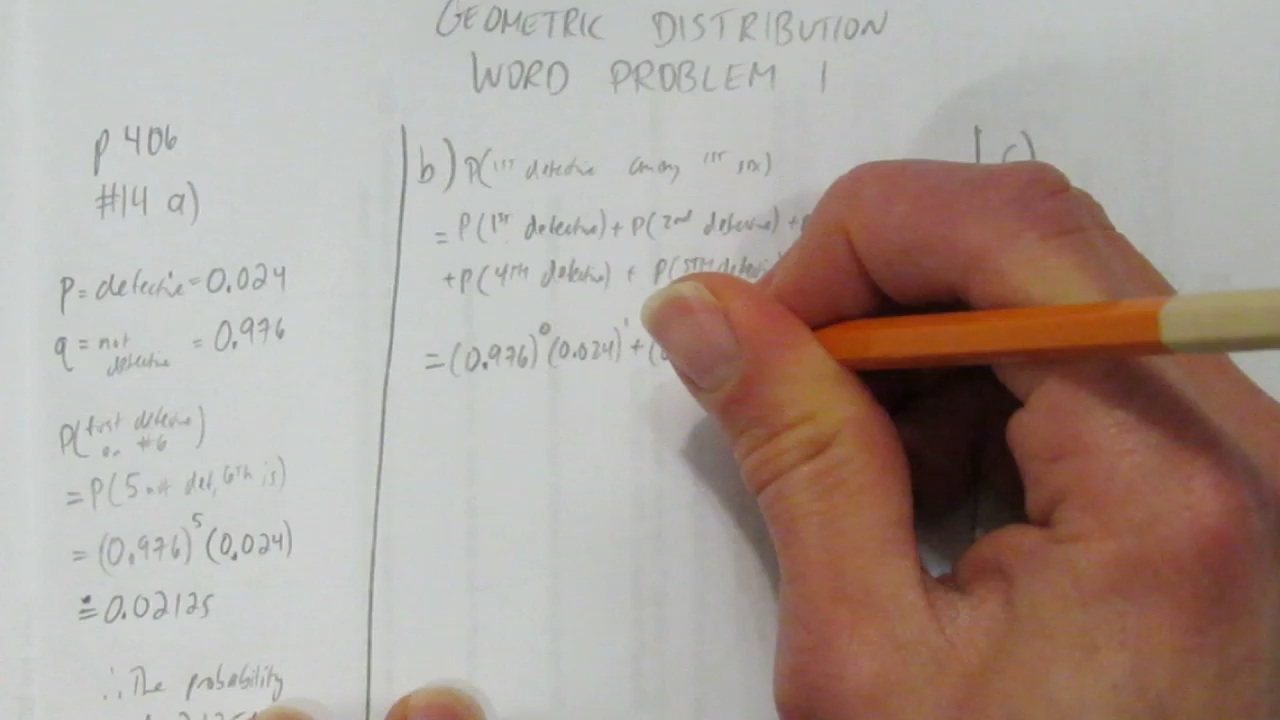 GEOMETRIC DISTRIBUTION
WORD PROBLEM 1
p 406
#14 a)
p = defective = 0.024
q = not defective = 0.976
P(first defective on #6)
= P(5 not def, 6TH is)
= (0.976)^5 (0.024)
≐ 0.02125
∴ The probability
b) P(1ST defective among 1ST six)
= P(1ST defective) + P(2nd defective) +
+ P(4TH defective) + P(5TH defective
= (0.976)^0 (0.024)^1 + (0
c)